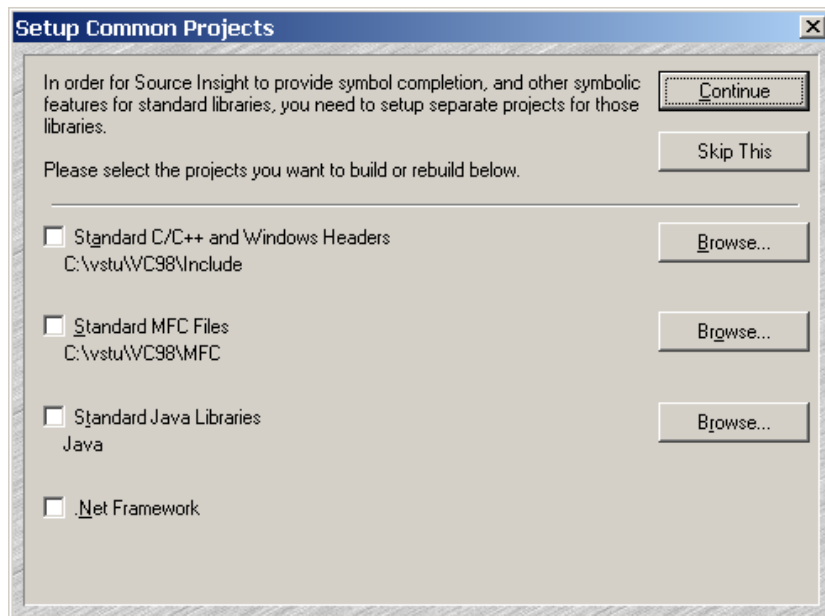 Setup Common Projects
In order for Source Insight to provide symbol completion, and other symbolic
features for standard libraries, you need to setup separate projects for those
libraries.
Continue
Skip This
Please select the projects you want to build or rebuild below.
Standard C/C++ and Windows Headers
Browse...
C:\vstu\VC98\Include
Standard MFC Files
Browse...
C:\vstu\VC98\MFC
Standard Java Libraries
Browse...
Java
.Net Framework